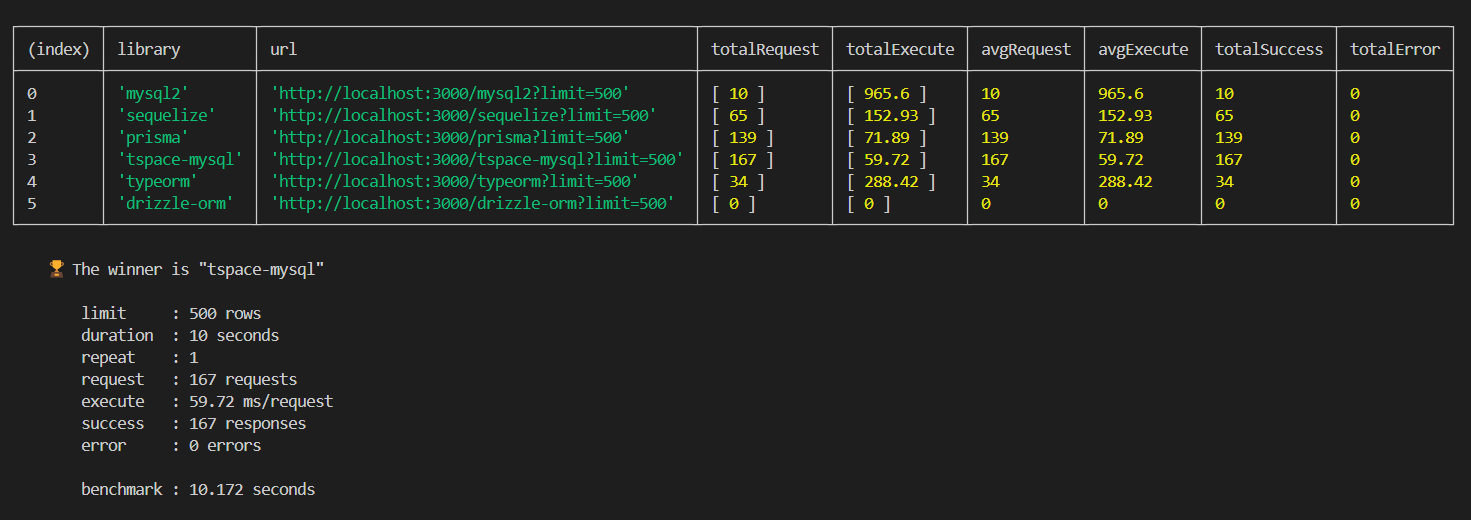 (index) library url totalRequest totalExecute avgRequest avgExecute totalSuccess totalError
0 'mysql2' 'http://localhost:3000/mysql2?limit=500' [ 10 ] [ 965.6 ] 10 965.6 10 0
1 'sequelize' 'http://localhost:3000/sequelize?limit=500' [ 65 ] [ 152.93 ] 65 152.93 65 0
2 'prisma' 'http://localhost:3000/prisma?limit=500' [ 139 ] [ 71.89 ] 139 71.89 139 0
3 'tspace-mysql' 'http://localhost:3000/tspace-mysql?limit=500' [ 167 ] [ 59.72 ] 167 59.72 167 0
4 'typeorm' 'http://localhost:3000/typeorm?limit=500' [ 34 ] [ 288.42 ] 34 288.42 34 0
5 'drizzle-orm' 'http://localhost:3000/drizzle-orm?limit=500' [ 0 ] [ 0 ] 0 0 0 0
🏆 The winner is "tspace-mysql"
limit : 500 rows
duration : 10 seconds
repeat : 1
request : 167 requests
execute : 59.72 ms/request
success : 167 responses
error : 0 errors
benchmark : 10.172 seconds